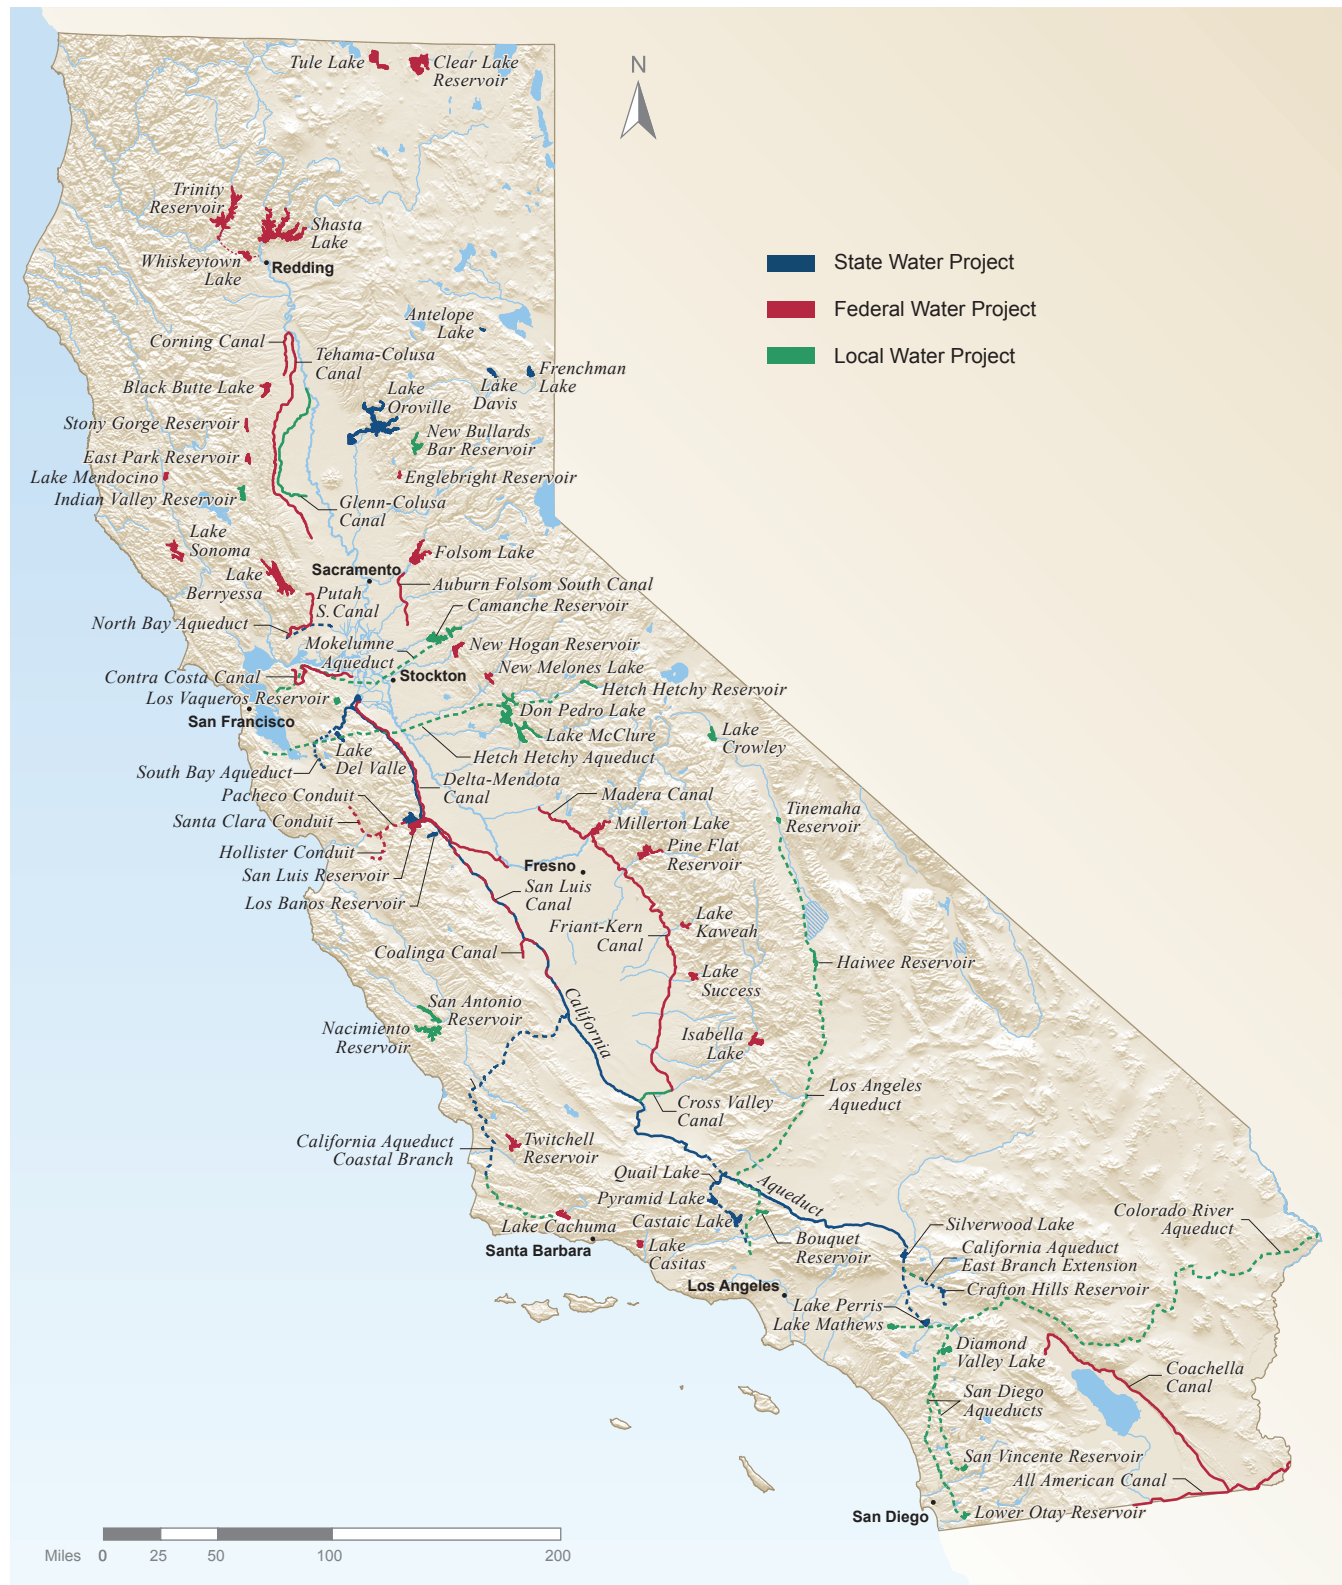 Tule Lake
Clear Lake
Reservoir
N
Trinity
Reservoir
Shasta
Lake
Whiskeytown
Lake
Redding
State Water Project
Federal Water Project
Local Water Project
Antelope
Lake
Corning Canal
Tehama-Colusa
Canal
Frenchman
Lake
Lake
Davis
Black Butte Lake
Lake
Oroville
Stony Gorge Reservoir
New Bullards
Bar Reservoir
East Park Reservoir
Lake Mendocino
Englebright Reservoir
Indian Valley Reservoir
Glenn-Colusa
Canal
Lake
Sonoma
Folsom Lake
Sacramento
Lake
Berryessa
Putah
S.Canal
Auburn Folsom South Canal
Camanche Reservoir
North Bay Aqueduct
Mokelumne
Aqueduct
New Hogan Reservoir
New Melones Lake
Contra Costa Canal
Stockton
Hetch Hetchy Reservoir
Los Vaqueros Reservoir
San Francisco
Don Pedro Lake
Lake McClure
Lake
Crowley
Lake
Del Valle
Hetch Hetchy Aqueduct
South Bay Aqueduct
Delta-Mendota
Canal
Pacheco Conduit
Madera Canal
Tinemaha
Reservoir
Santa Clara Conduit
Millerton Lake
Hollister Conduit
Pine Flat
Reservoir
San Luis Reservoir
Fresno
Los Banos Reservoir
San Luis
Canal
Lake
Kaweah
Friant-Kern
Canal
Coalinga Canal
Haiwee Reservoir
Lake
Success
San Antonio
Reservoir
California
Nacimiento
Reservoir
Isabella
Lake
Los Angeles
Aqueduct
Cross Valley
Canal
California Aqueduct
Coastal Branch
Twitchell
Reservoir
Quail Lake
Aqueduct
Pyramid Lake
Lake Cachuma
Castaic Lake
Colorado River
Aqueduct
Silverwood Lake
Santa Barbara
Lake
Casitas
Bouquet
Reservoir
California Aqueduct
East Branch Extension
Los Angeles
Crafton Hills Reservoir
Lake Perris
Lake Mathews
Diamond
Valley Lake
Coachella
Canal
San Diego
Aqueducts
San Vincente Reservoir
All American Canal
San Diego
Lower Otay Reservoir
Miles 0 25 50 100 200